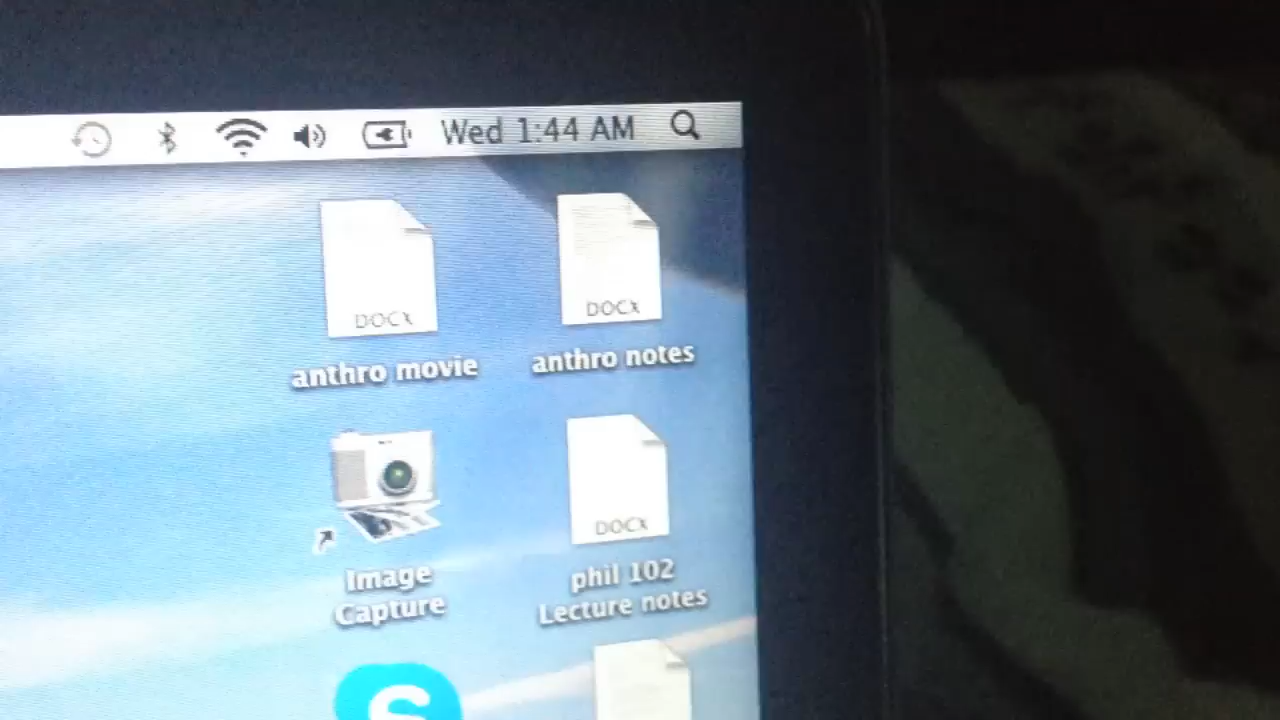 Wed 1:44 AM
DOCX
anthro movie
DOCX
anthro notes
Image
Capture
DOCX
phil 102
Lecture notes
S